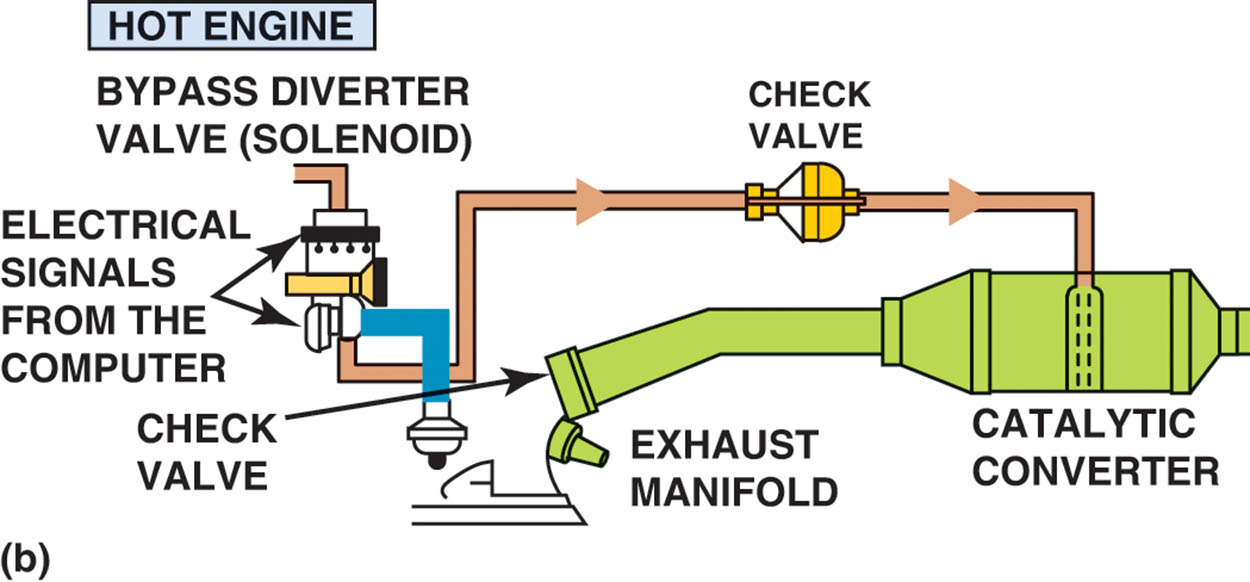 HOT ENGINE
BYPASS DIVERTER
VALVE (SOLENOID)
CHECK
VALVE
ELECTRICAL
SIGNALS
FROM THE
COMPUTER
CHECK
VALVE
EXHAUST
MANIFOLD
CATALYTIC
CONVERTER
(b)